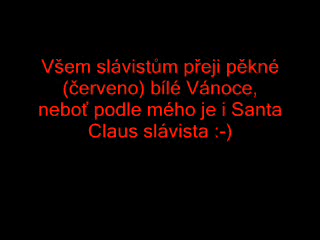 Všem slávistům přeji pěkné
(červeno) bílé Vánoce,
neboť podle mého je i Santa
Claus slávista :-)